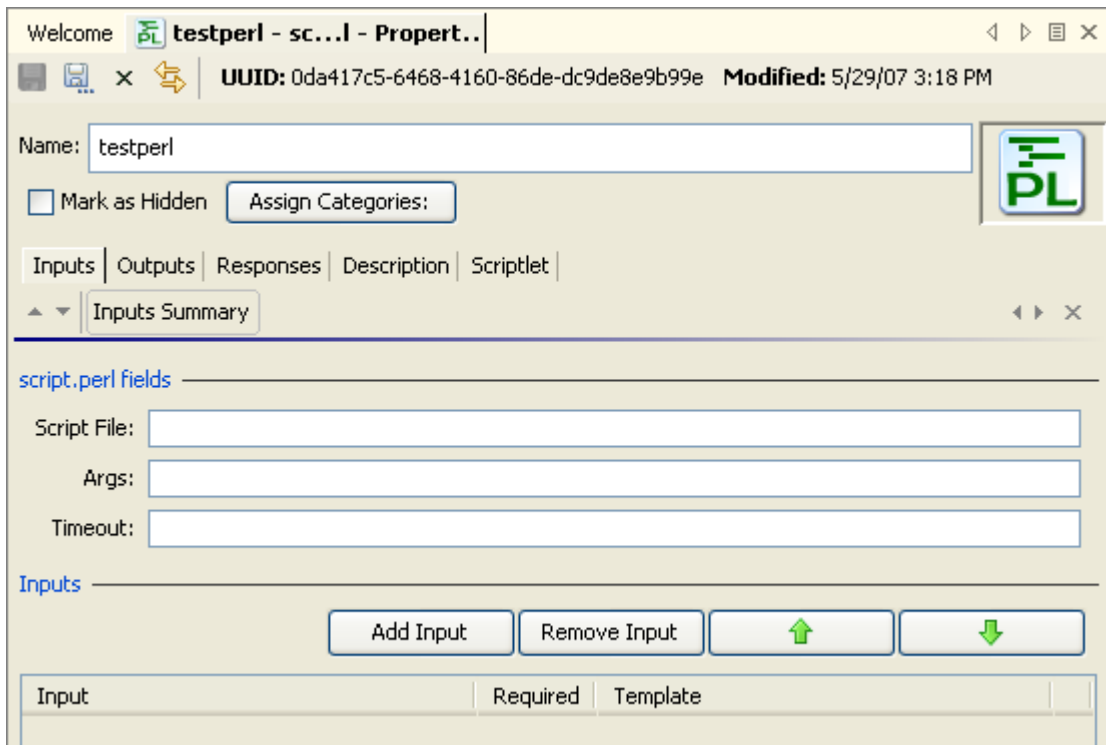 Welcome testperl - sc...l - Propert..
UUID: 0da417c5-6468-4160-86de-dc9de8e9b99e Modified: 5/29/07 3:18 PM
Name: testperl
PL
Mark as Hidden Assign Categories:
Inputs Outputs Responses Description Scriptlet
Inputs Summary
script.perl fields
Script File:
Args:
Timeout:
Inputs
Add Input Remove Input
Input Required Template